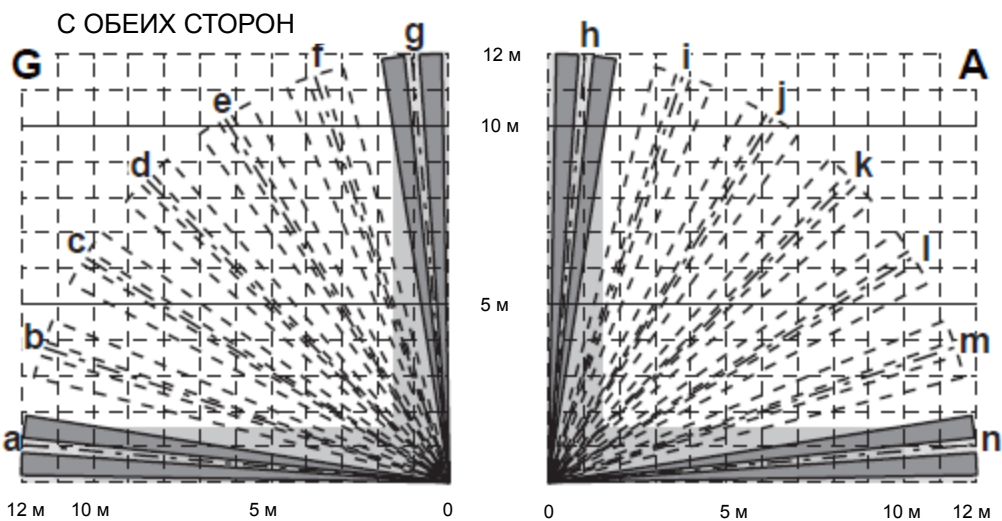 С ОБЕИХ СТОРОН
G f g 12 м h i A
e 10 м j
d k
c l
5 м
b m
a n
12 м 10 м 5 м 0 0 5 м 10 м 12 м